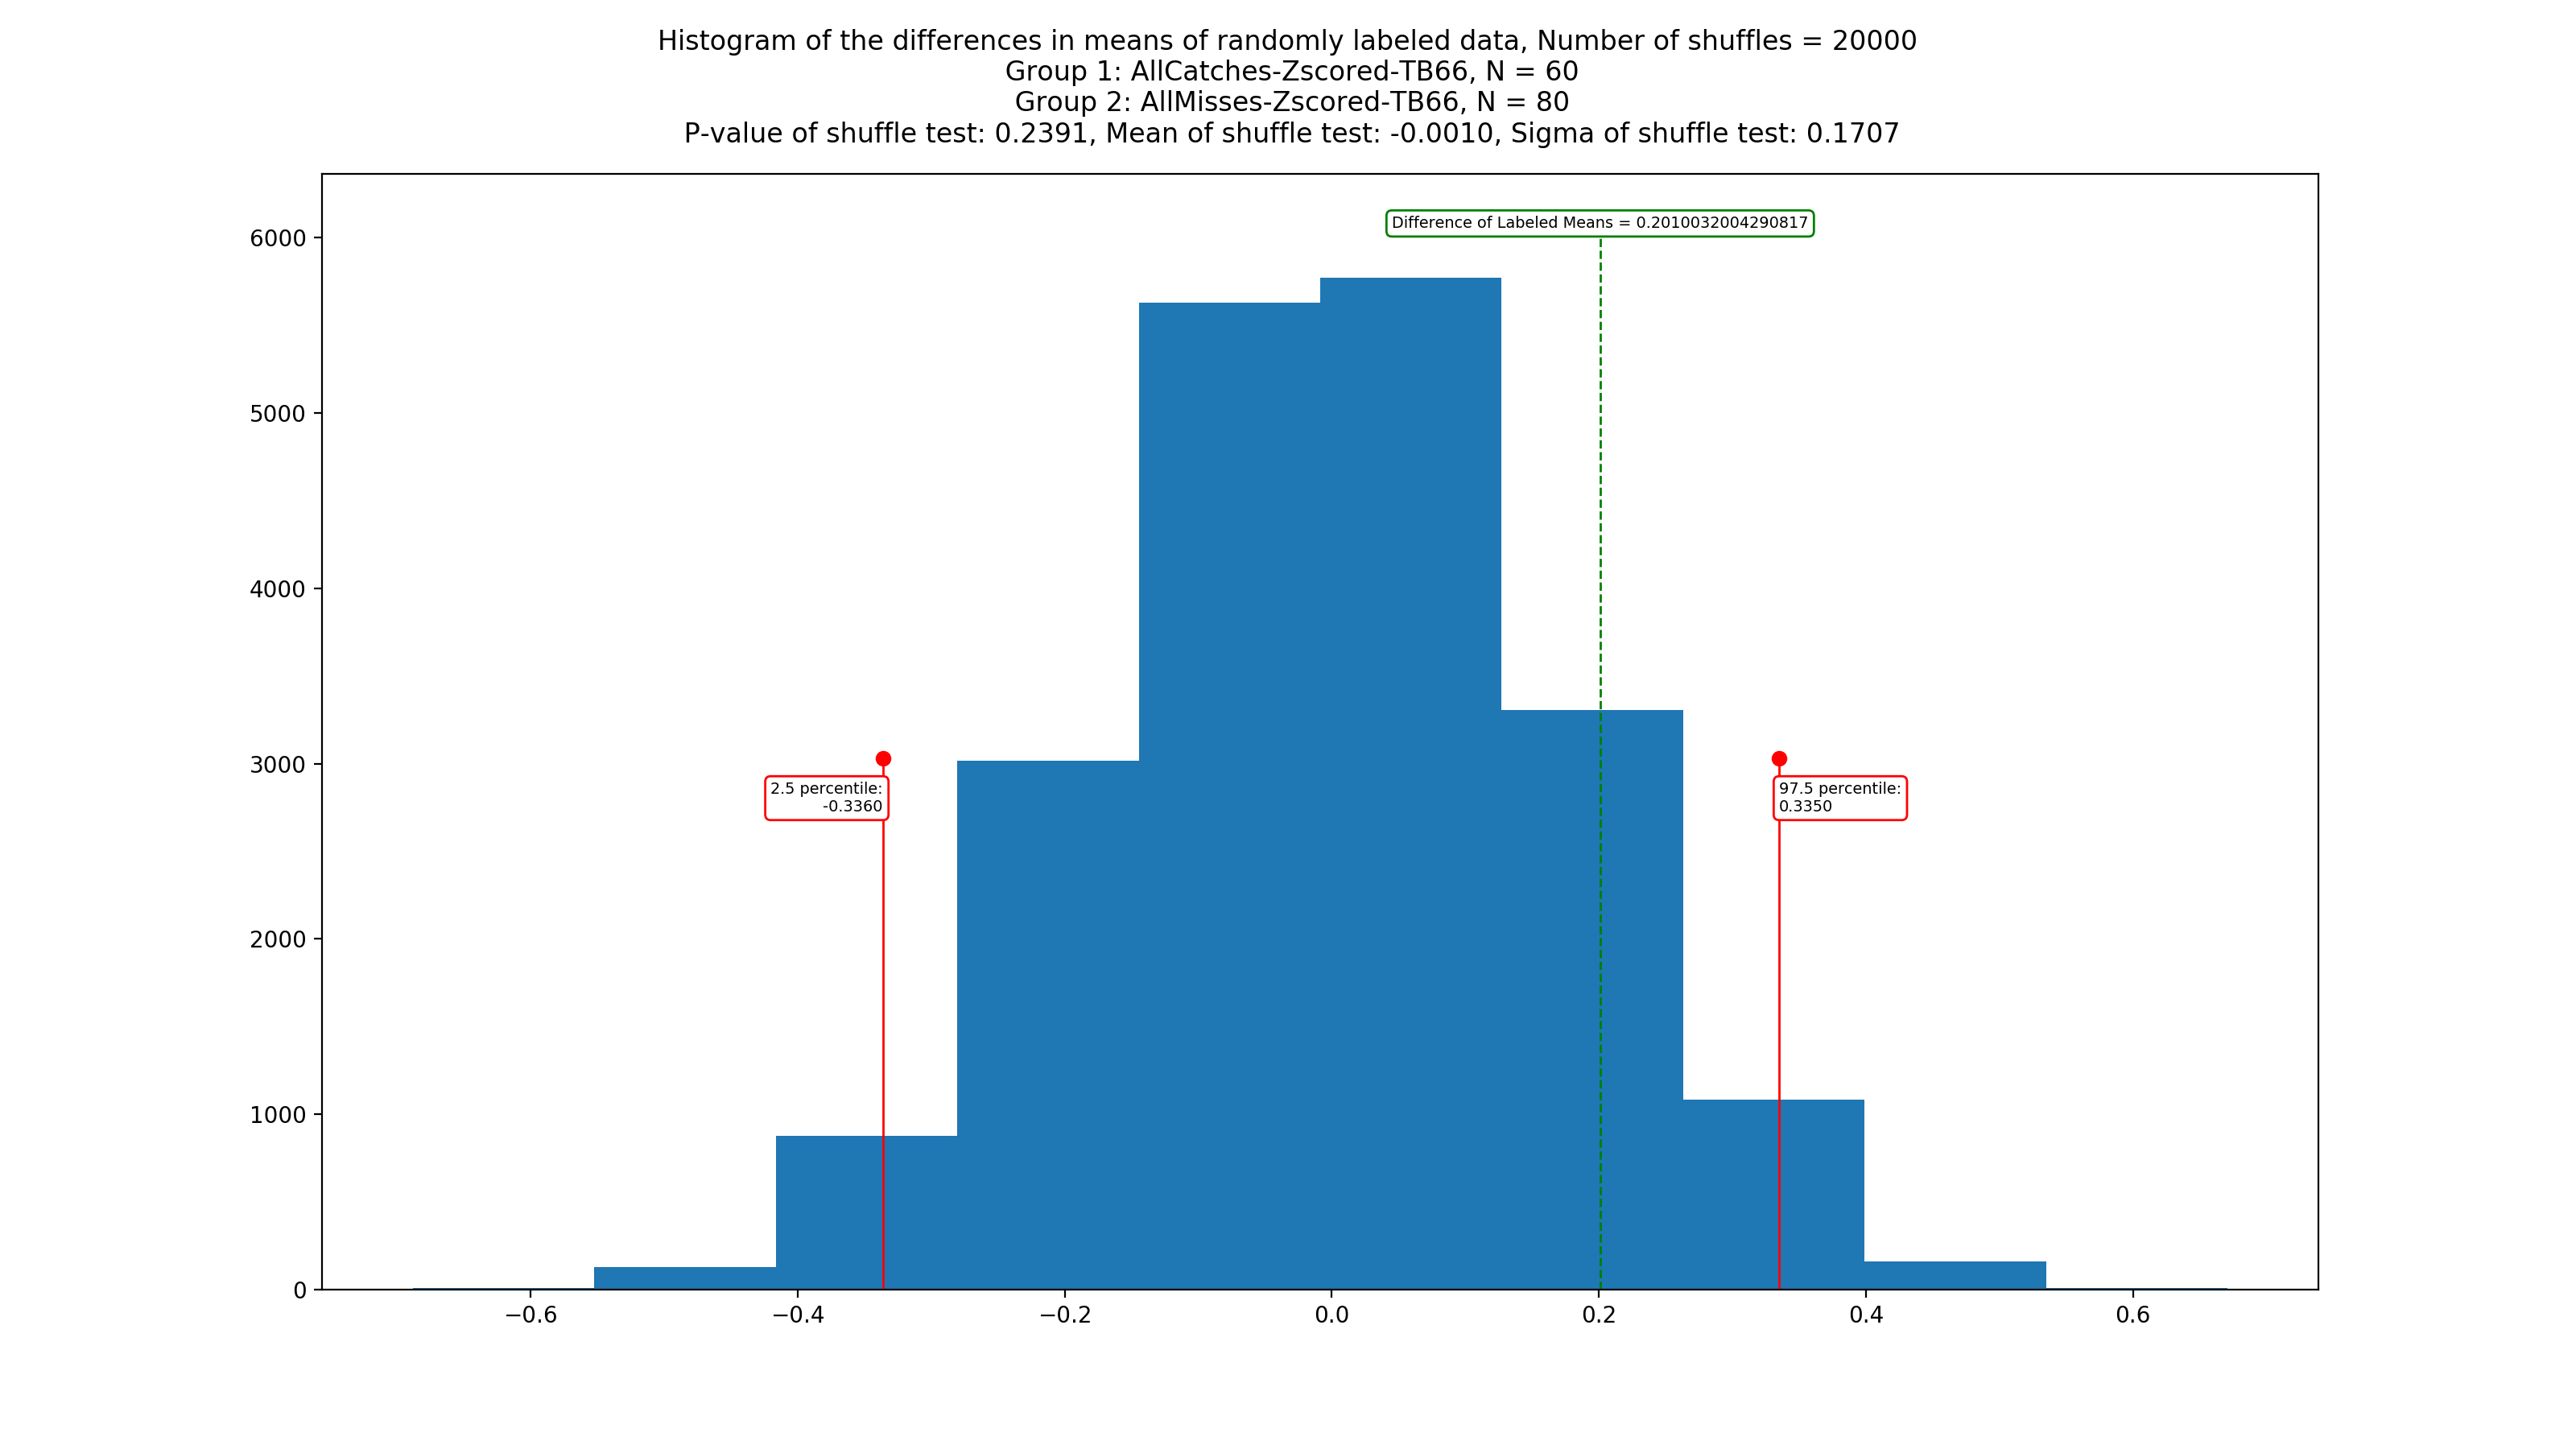 Histogram of the differences in means of randomly labeled data, Number of shuffles = 20000
Group 1: AllCatches-Zscored-TB66, N = 60
Group 2: AllMisses-Zscored-TB66, N = 80
P-value of shuffle test: 0.2391, Mean of shuffle test: -0.0010, Sigma of shuffle test: 0.1707
Difference of Labeled Means = 0.2010032004290817
6000
5000
4000
3000
2.5 percentile:
-0.3360
97.5 percentile:
0.3350
2000
1000
0
−0.6 −0.4 −0.2 0.0 0.2 0.4 0.6